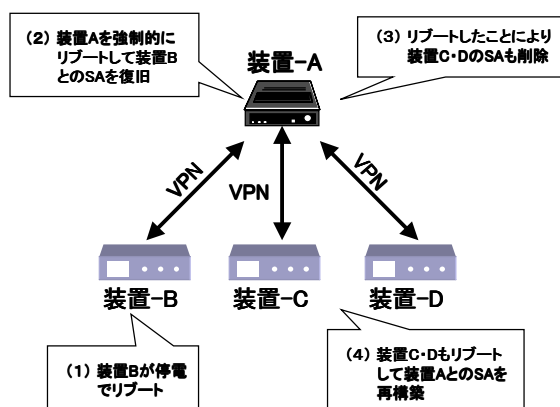 (2) 装置Aを強制的に
リブートして装置B
とのSAを復旧
(3) リブートしたことにより
装置C・DのSAも削除
装置-A
VPN
VPN
VPN
装置-B
装置-C
装置-D
(1) 装置Bが停電
でリブート
(4) 装置C・Dもリブート
して装置AとのSAを
再構築